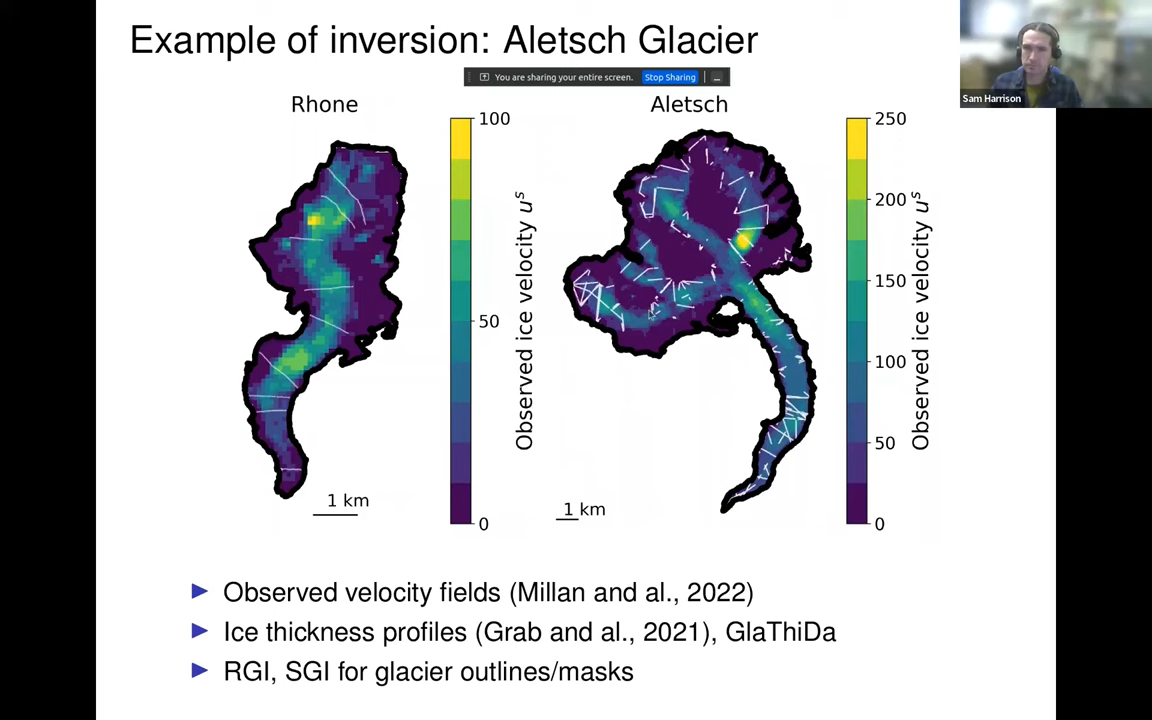 Example of inversion: Aletsch Glacier
You are sharing your entire screen. Stop Sharing
Sam Harrison
Rhone
Aletsch
100
50
0
Observed ice velocity u^s
1 km
250
200
150
100
50
0
Observed ice velocity u^s
1 km
Observed velocity fields (Millan and al., 2022)
Ice thickness profiles (Grab and al., 2021), GlaThiDa
RGI, SGI for glacier outlines/masks